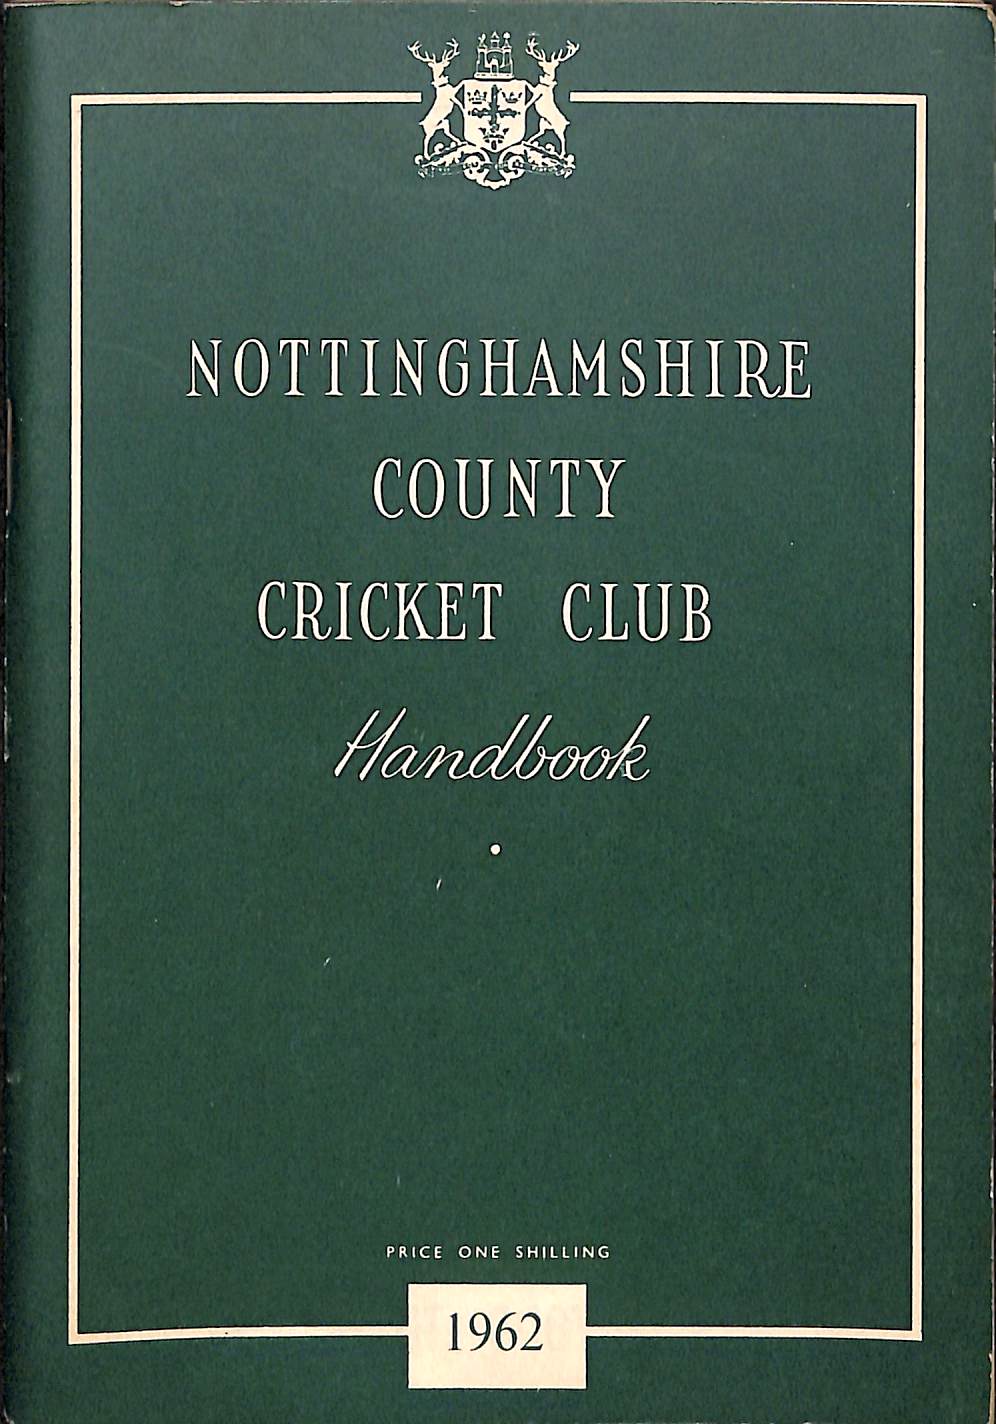 NOTTINGHAMSHIRE
COUNTY
CRICKET CLUB
Handbook
PRICE ONE SHILLING
1962